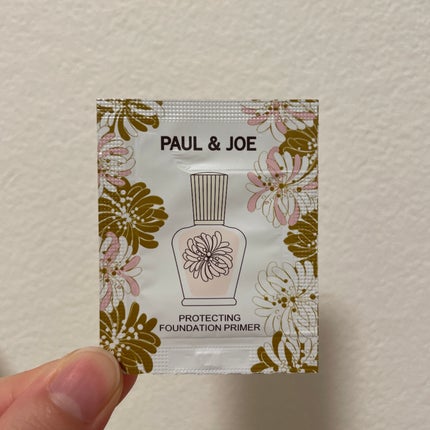 PAUL & JOE
PROTECTING
FOUNDATION PRIMER